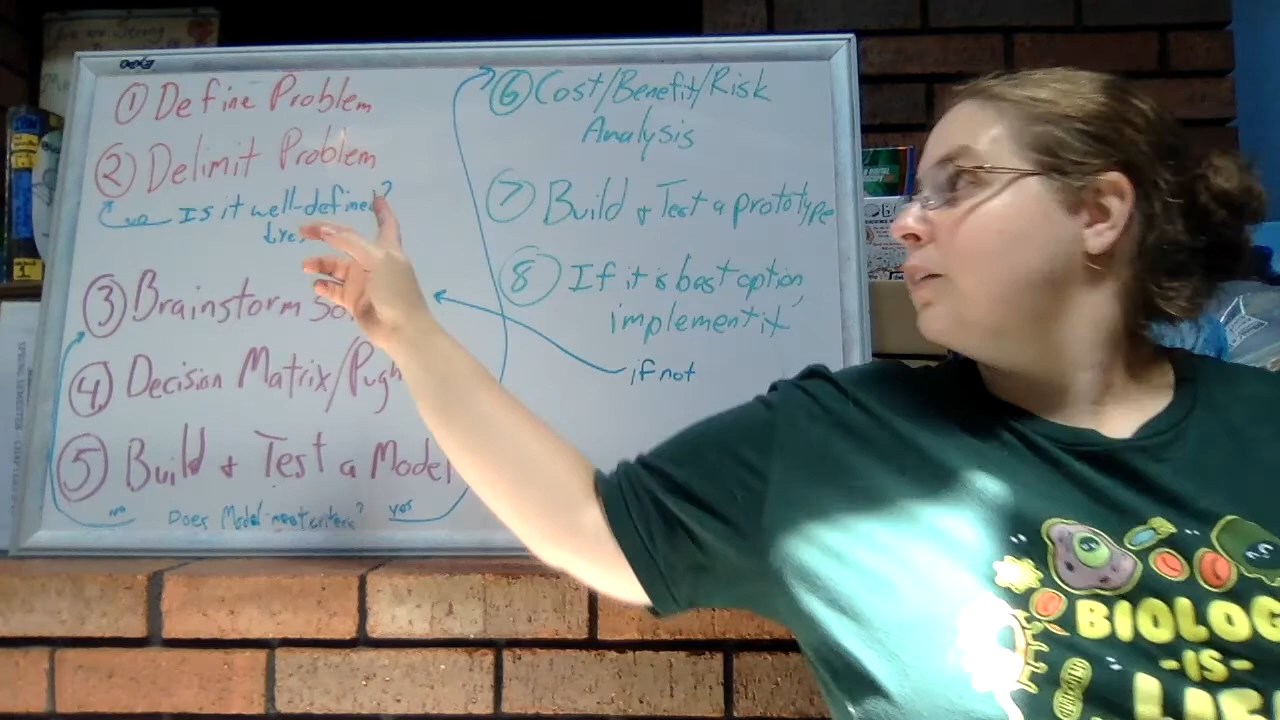 ① Define Problem
② Delimit Problem
no Is it well-defined?
yes
③ Brainstorm
④ Decision Matrix/Pugh
⑤ Build + Test a Model
no Does Model meet criteria? yes
⑥ Cost/Benefit/Risk
Analysis
⑦ Build + Test a prototype
⑧ If it is best option,
implement it
if not
BIOLOG
-IS-
LIFE